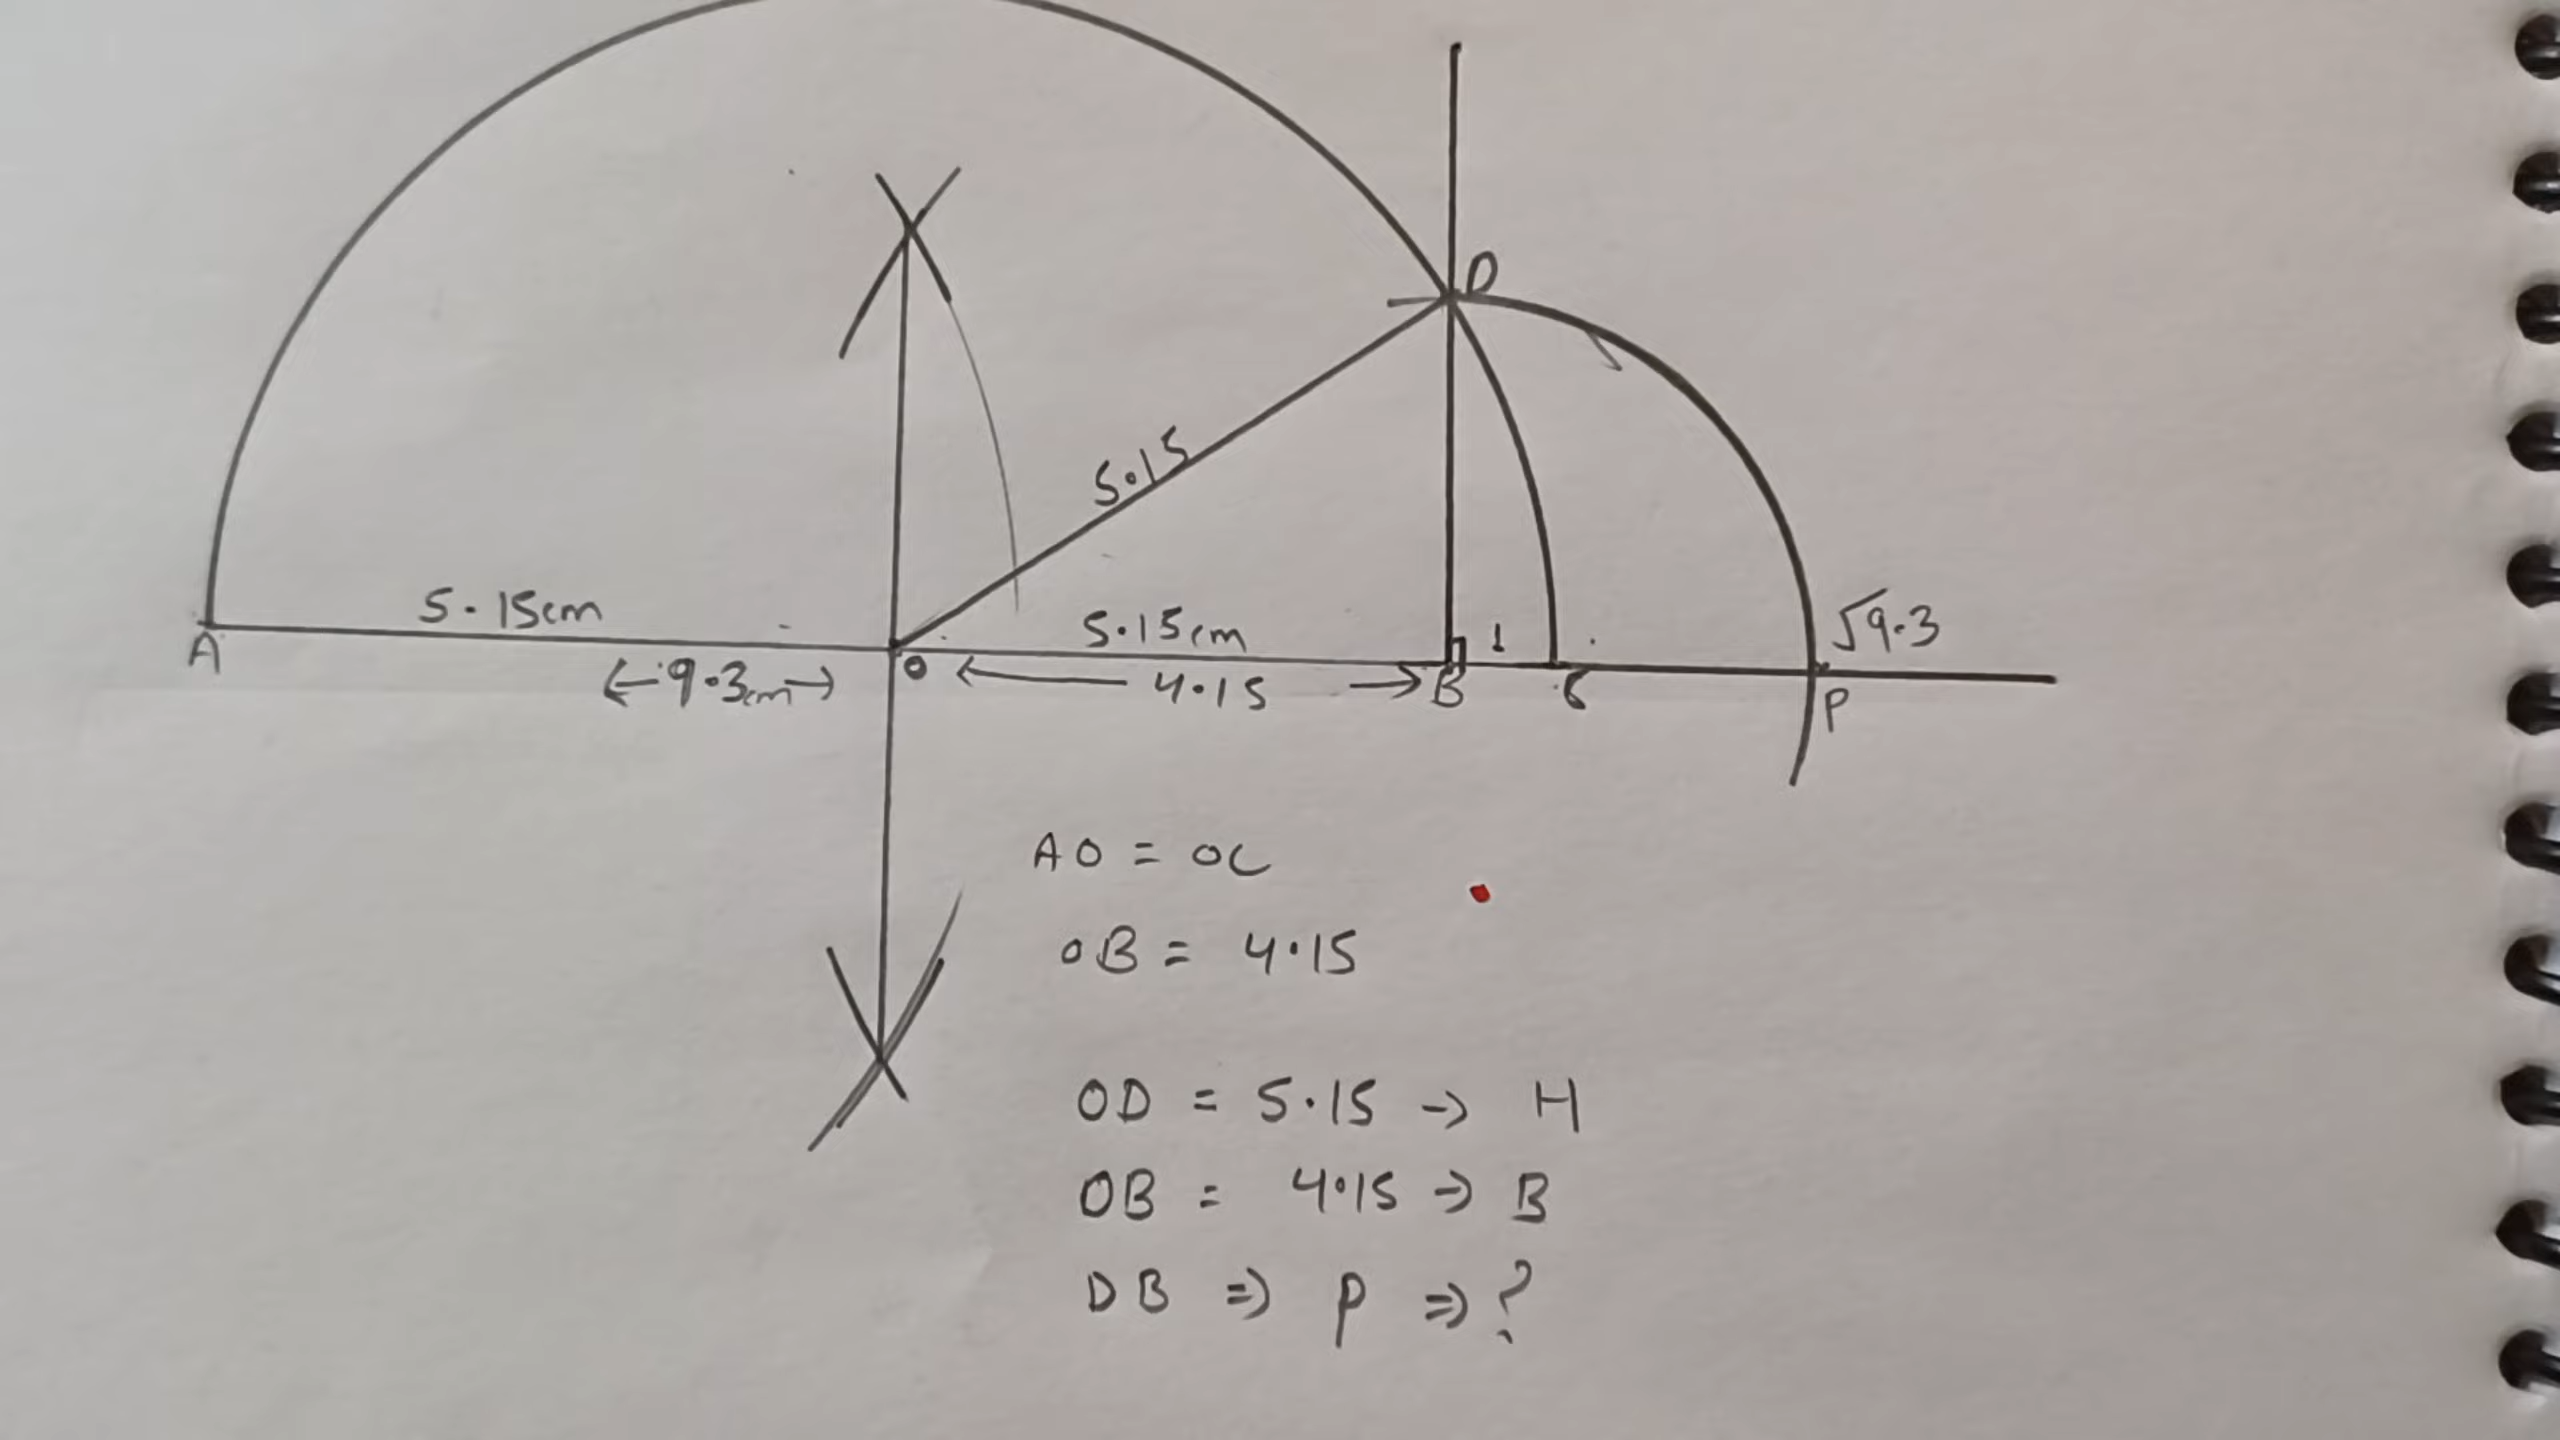 D
5.15
5.15cm
5.15cm
1
√9.3
A
←9.3cm→
O
← 4.15 →
B
C
P
AO = OC
OB = 4.15
OD = 5.15 → H
OB = 4.15 → B
DB ⇒ P ⇒ ?